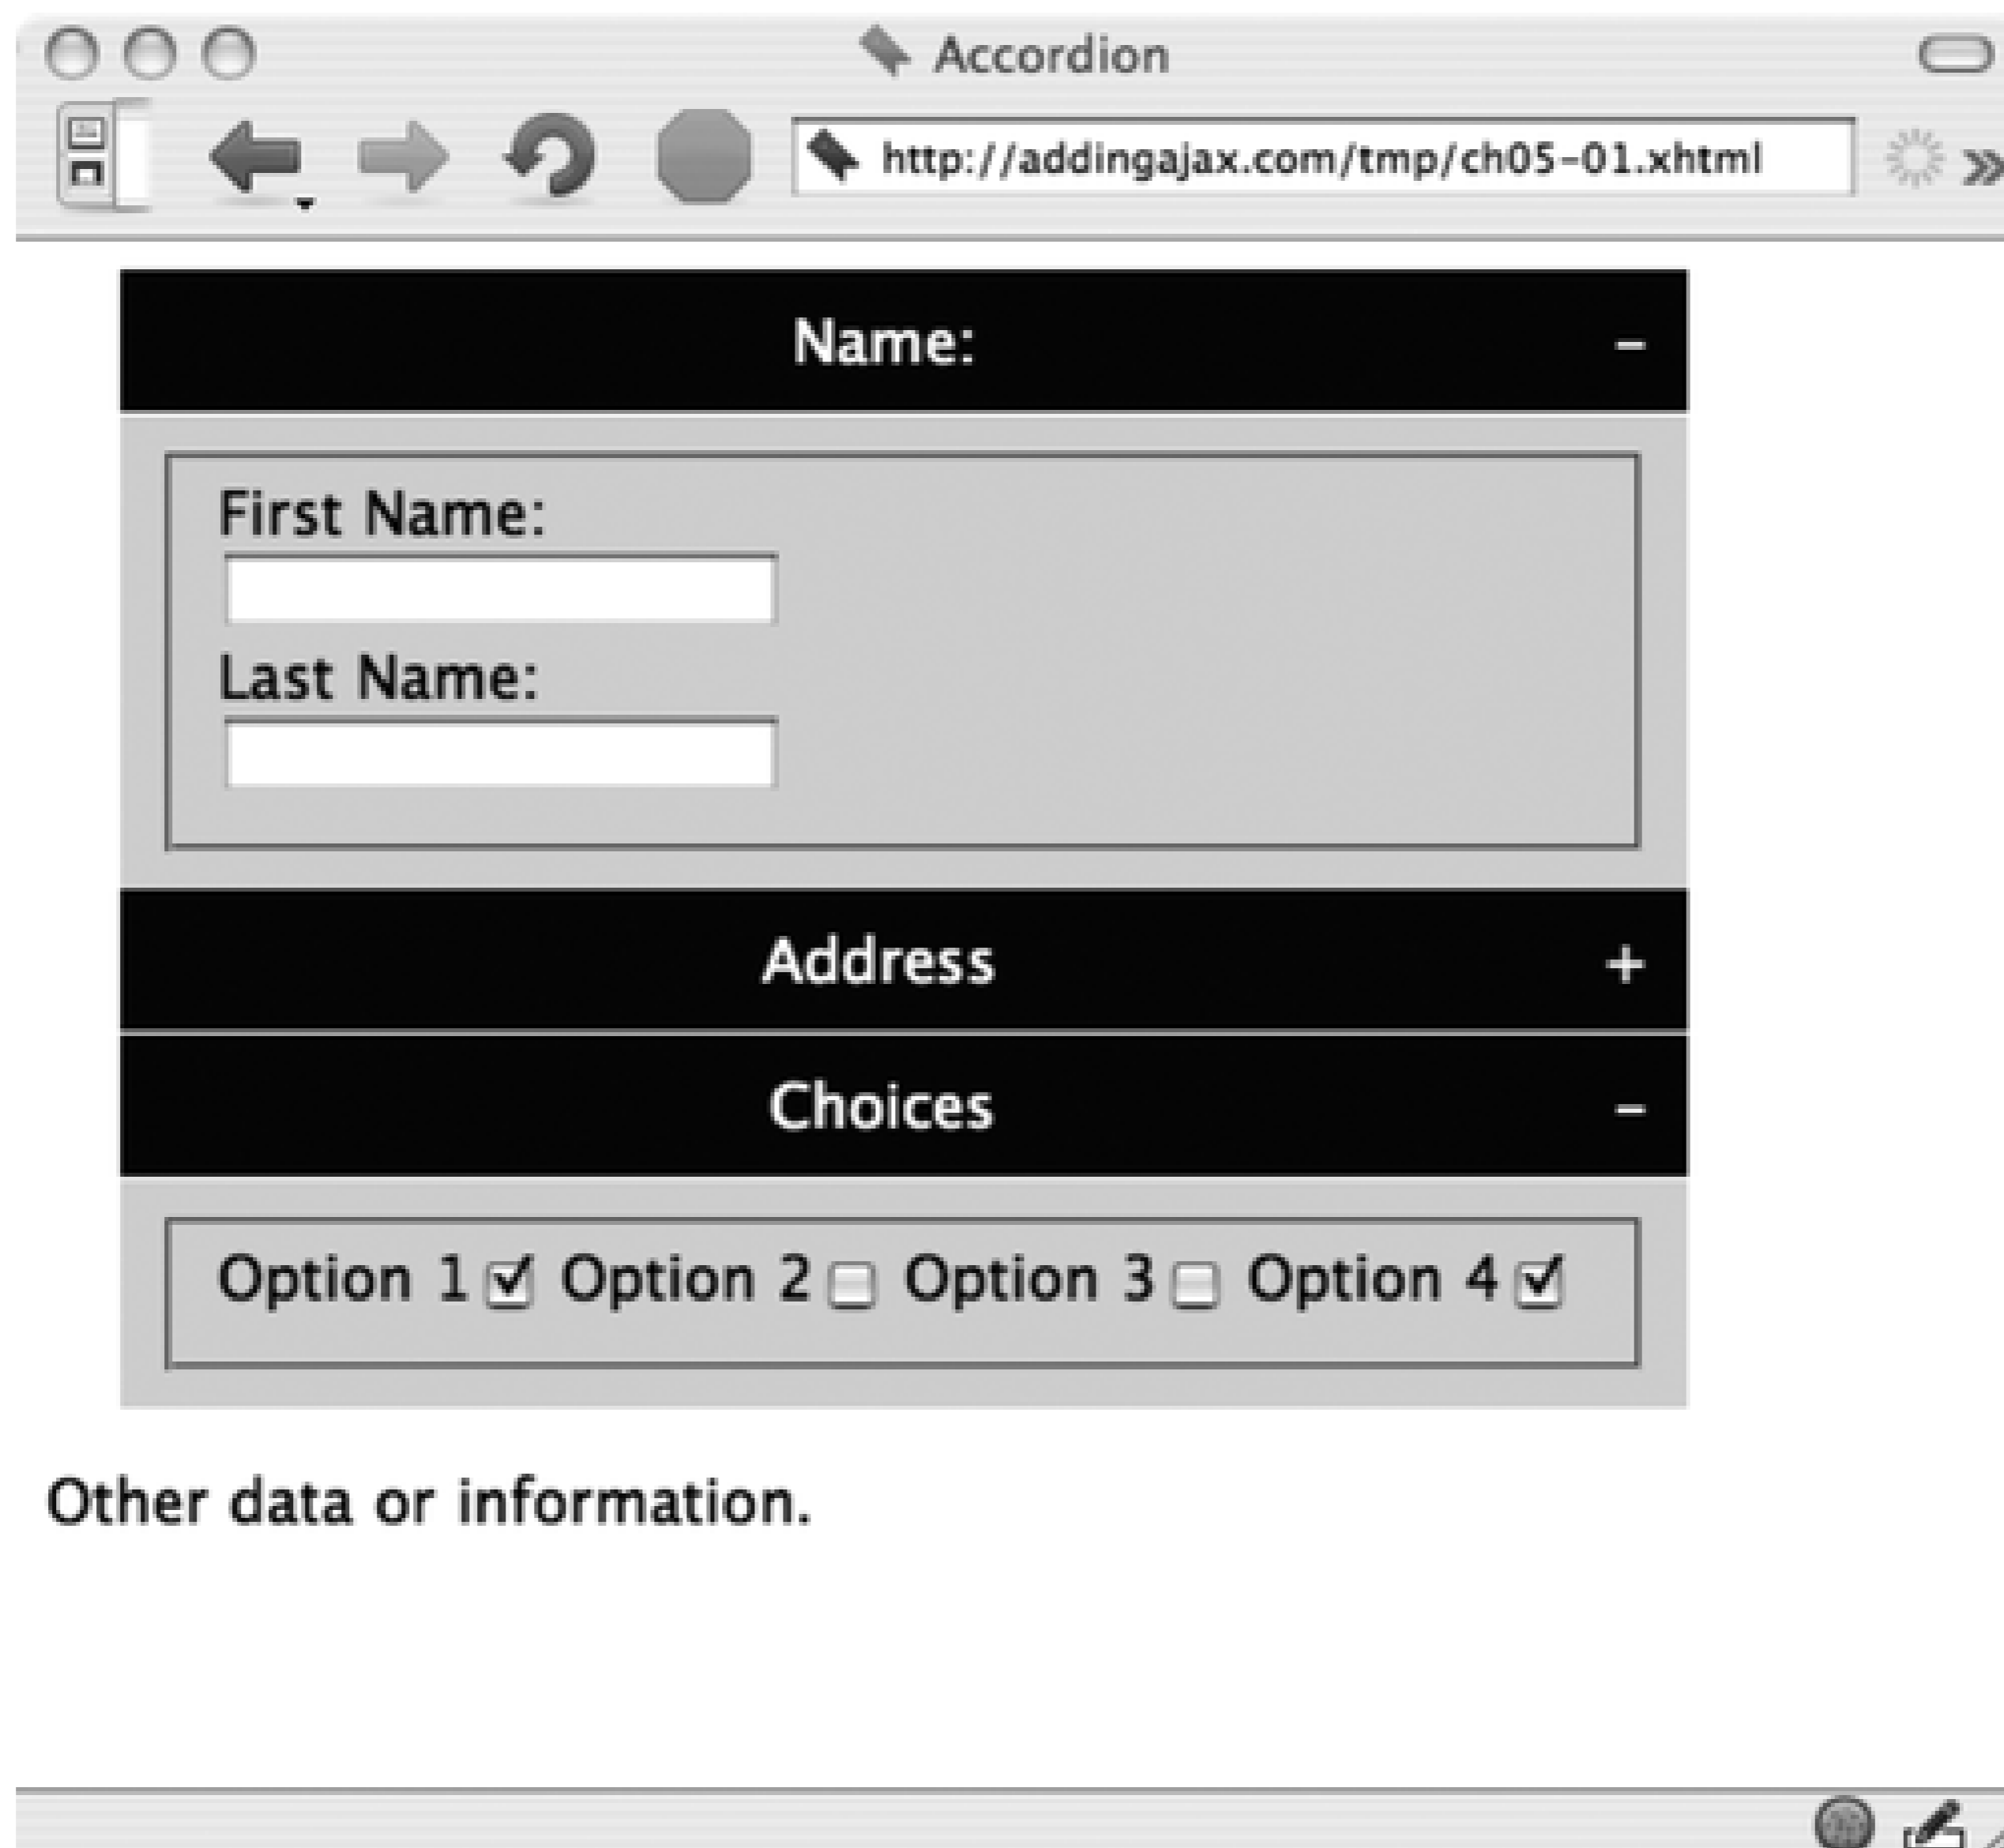 Accordion
http://addingajax.com/tmp/ch05-01.xhtml
Name: –
First Name:
Last Name:
Address +
Choices –
Option 1 Option 2 Option 3 Option 4
Other data or information.